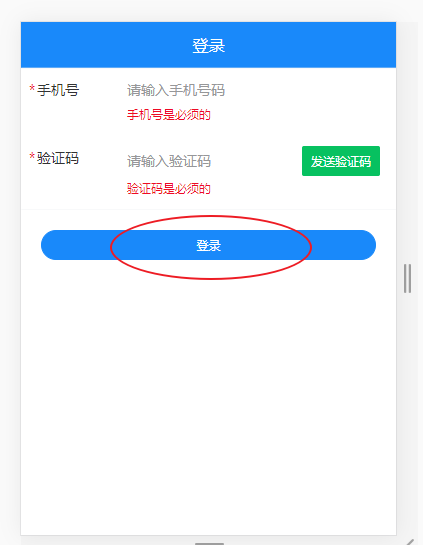 登录
*手机号 请输入手机号码
手机号是必须的
*验证码 请输入验证码 发送验证码
验证码是必须的
登录